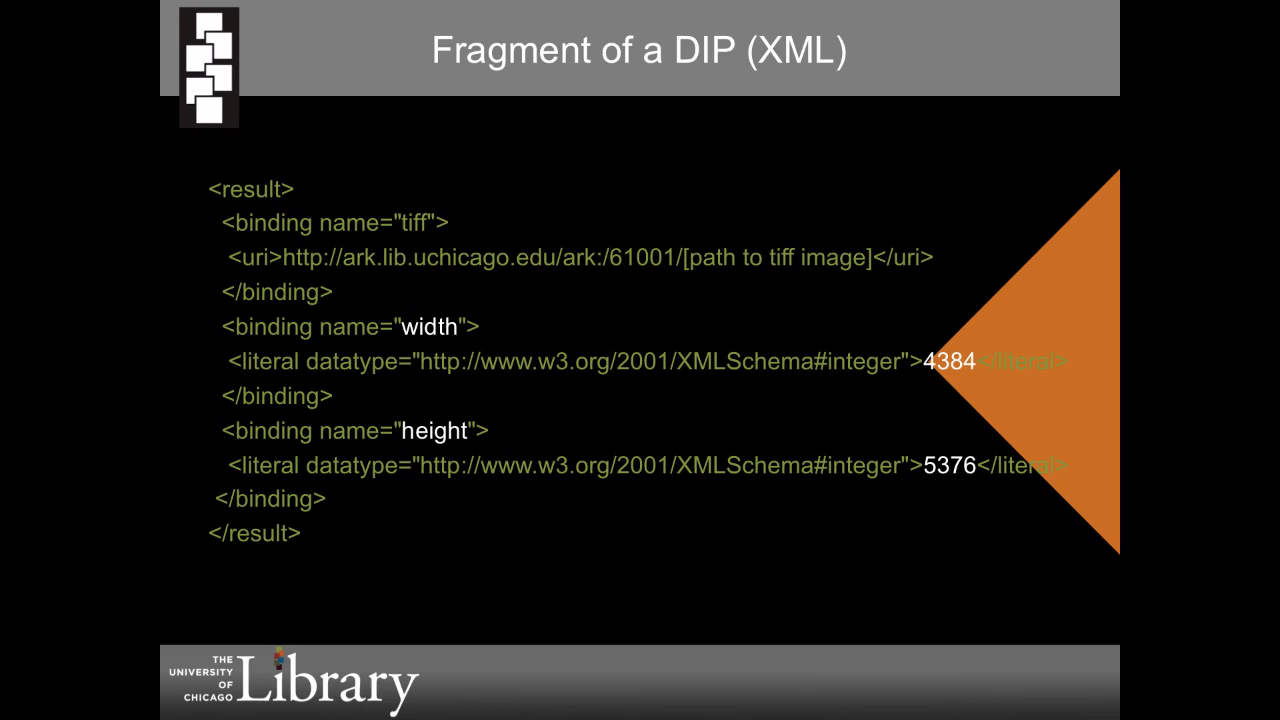 Fragment of a DIP (XML)
<result>
<binding name="tiff">
<uri>http://ark.lib.uchicago.edu/ark:/61001/[path to tiff image]</uri>
</binding>
<binding name="width">
<literal datatype="http://www.w3.org/2001/XMLSchema#integer">4384</literal>
</binding>
<binding name="height">
<literal datatype="http://www.w3.org/2001/XMLSchema#integer">5376</literal>
</binding>
</result>
THE
UNIVERSITY
OF
CHICAGO
Library